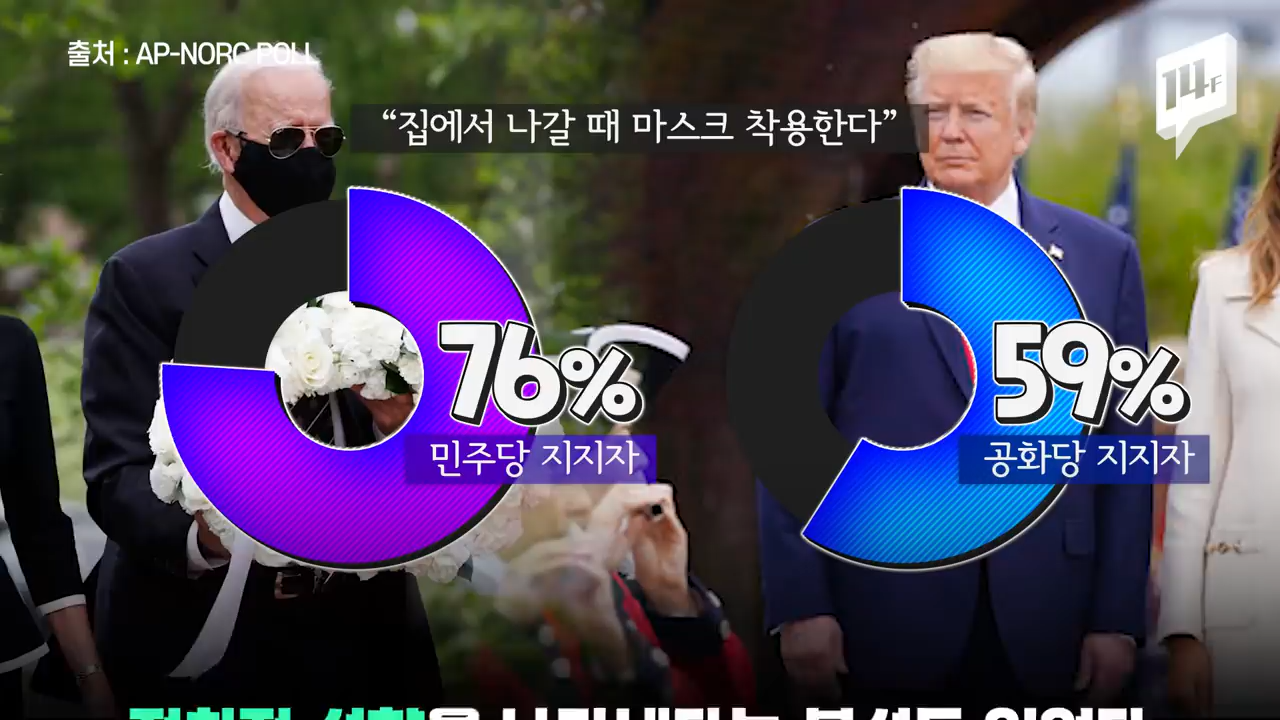 출처 : AP-NORC POLL
14F
“집에서 나갈 때 마스크 착용한다”
76%
민주당 지지자
59%
공화당 지지자